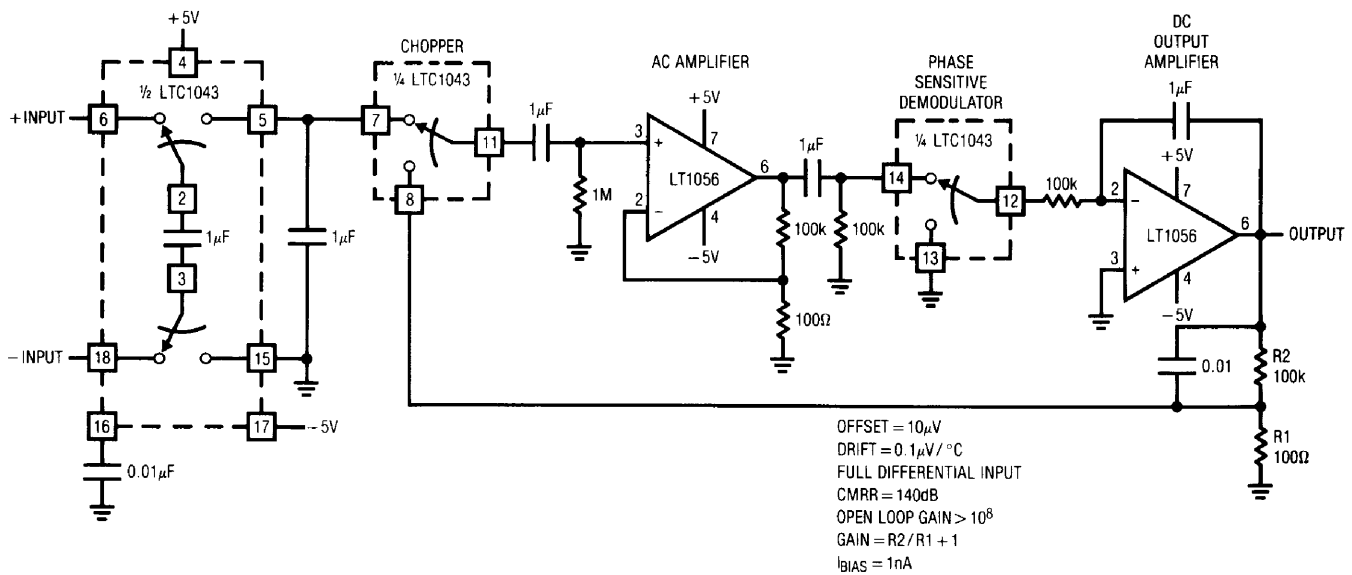 +5V
4
½ LTC1043
+INPUT
6
5
2
1µF
3
1µF
−INPUT
18
15
16
17
−5V
0.01µF
CHOPPER
¼ LTC1043
7
11
8
1µF
1M
AC AMPLIFIER
+5V
3
+
7
6
LT1056
2
−
4
−5V
100k
100Ω
1µF
100k
PHASE
SENSITIVE
DEMODULATOR
¼ LTC1043
14
12
13
100k
DC
OUTPUT
AMPLIFIER
1µF
+5V
2
−
7
6
LT1056
3
+
4
−5V
OUTPUT
0.01
R2
100k
R1
100Ω
OFFSET = 10µV
DRIFT = 0.1µV/°C
FULL DIFFERENTIAL INPUT
CMRR = 140dB
OPEN LOOP GAIN > 10⁸
GAIN = R2/R1 + 1
IBIAS = 1nA